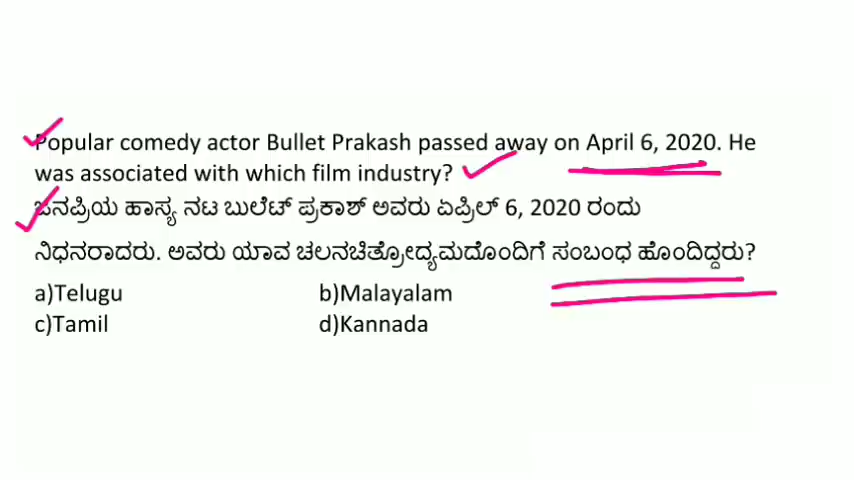 Popular comedy actor Bullet Prakash passed away on April 6, 2020. He
was associated with which film industry?
ಜನಪ್ರಿಯ ಹಾಸ್ಯ ನಟ ಬುಲೆಟ್ ಪ್ರಕಾಶ್ ಅವರು ಏಪ್ರಿಲ್ 6, 2020 ರಂದು
ನಿಧನರಾದರು. ಅವರು ಯಾವ ಚಲನಚಿತ್ರೋದ್ಯಮದೊಂದಿಗೆ ಸಂಬಂಧ ಹೊಂದಿದ್ದರು?
a)Telugu b)Malayalam
c)Tamil d)Kannada